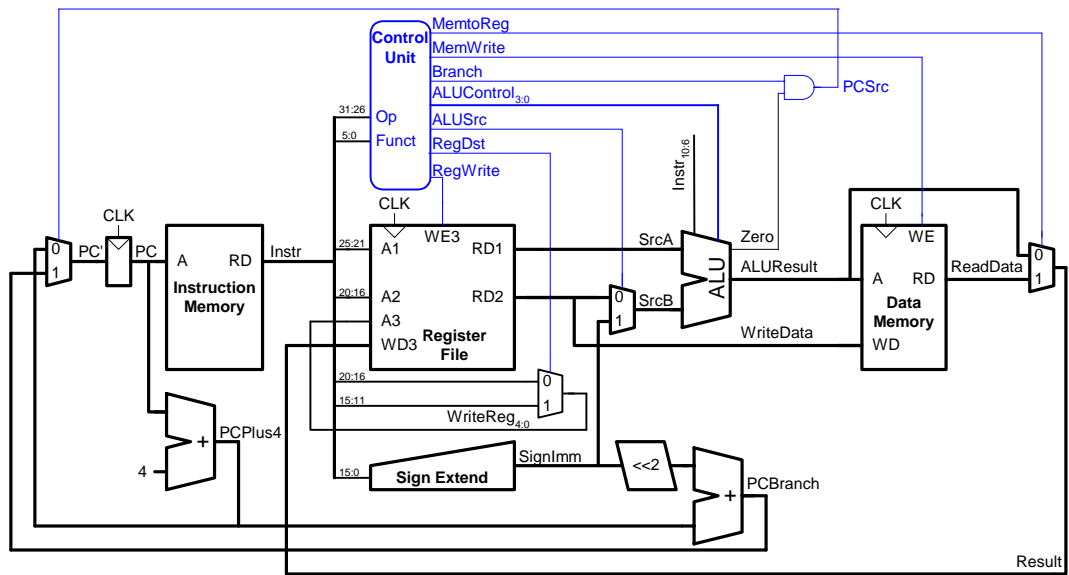 MemtoReg
Control
Unit
MemWrite
Branch
PCSrc
ALUControl3:0
31:26
Op
ALUSrc
5:0
Funct
RegDst
Instr10:6
RegWrite
CLK
CLK
CLK
0
1
PC'
PC
A
RD
Instr
Instruction
Memory
25:21
A1
WE3
RD1
SrcA
Zero
WE
0
1
ALU
ALUResult
A
RD
ReadData
20:16
A2
RD2
0
1
SrcB
Data
Memory
A3
Register
File
WD3
WriteData
WD
20:16
0
15:11
1
WriteReg4:0
PCPlus4
+
4
SignImm
15:0
Sign Extend
<<2
+
PCBranch
Result